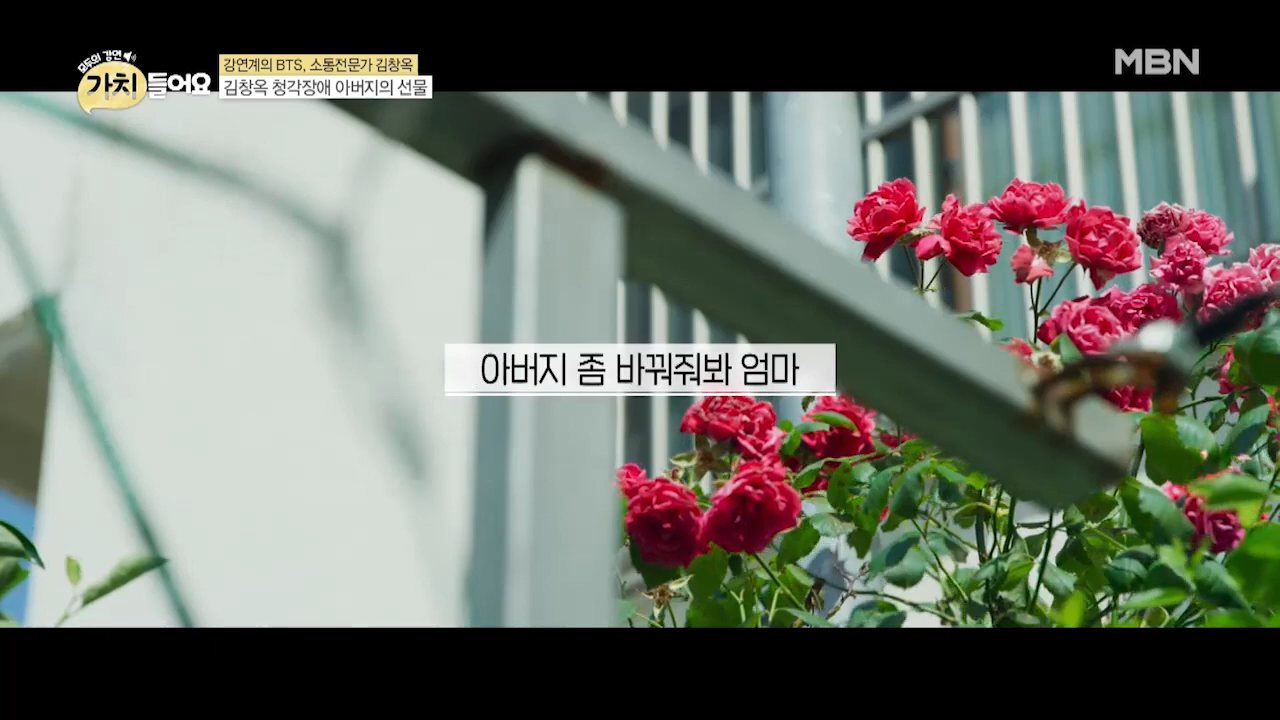 모두의 강연
가치 들어요
강연계의 BTS, 소통전문가 김창옥
김창옥 청각장애 아버지의 선물
MBN
아버지 좀 바꿔줘봐 엄마